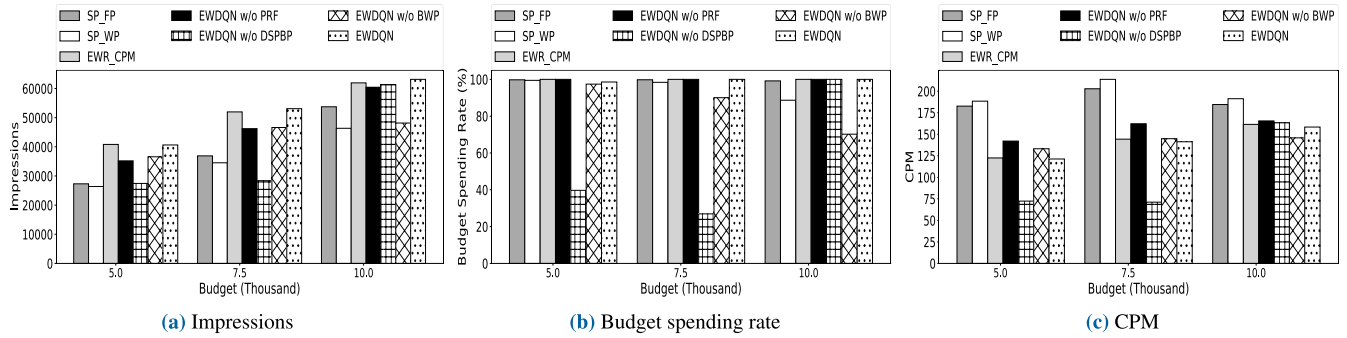 SP_FP
SP_WP
EWR_CPM
EWDQN w/o PRF
EWDQN w/o DSPBP
EWDQN w/o BWP
EWDQN
Impressions
60000
50000
40000
30000
20000
10000
0
5.0 7.5 10.0
Budget (Thousand)
(a) Impressions
SP_FP
SP_WP
EWR_CPM
EWDQN w/o PRF
EWDQN w/o DSPBP
EWDQN w/o BWP
EWDQN
Budget Spending Rate (%)
100
80
60
40
20
0
5.0 7.5 10.0
Budget (Thousand)
(b) Budget spending rate
SP_FP
SP_WP
EWR_CPM
EWDQN w/o PRF
EWDQN w/o DSPBP
EWDQN w/o BWP
EWDQN
CPM
200
175
150
125
100
75
50
25
0
5.0 7.5 10.0
Budget (Thousand)
(c) CPM